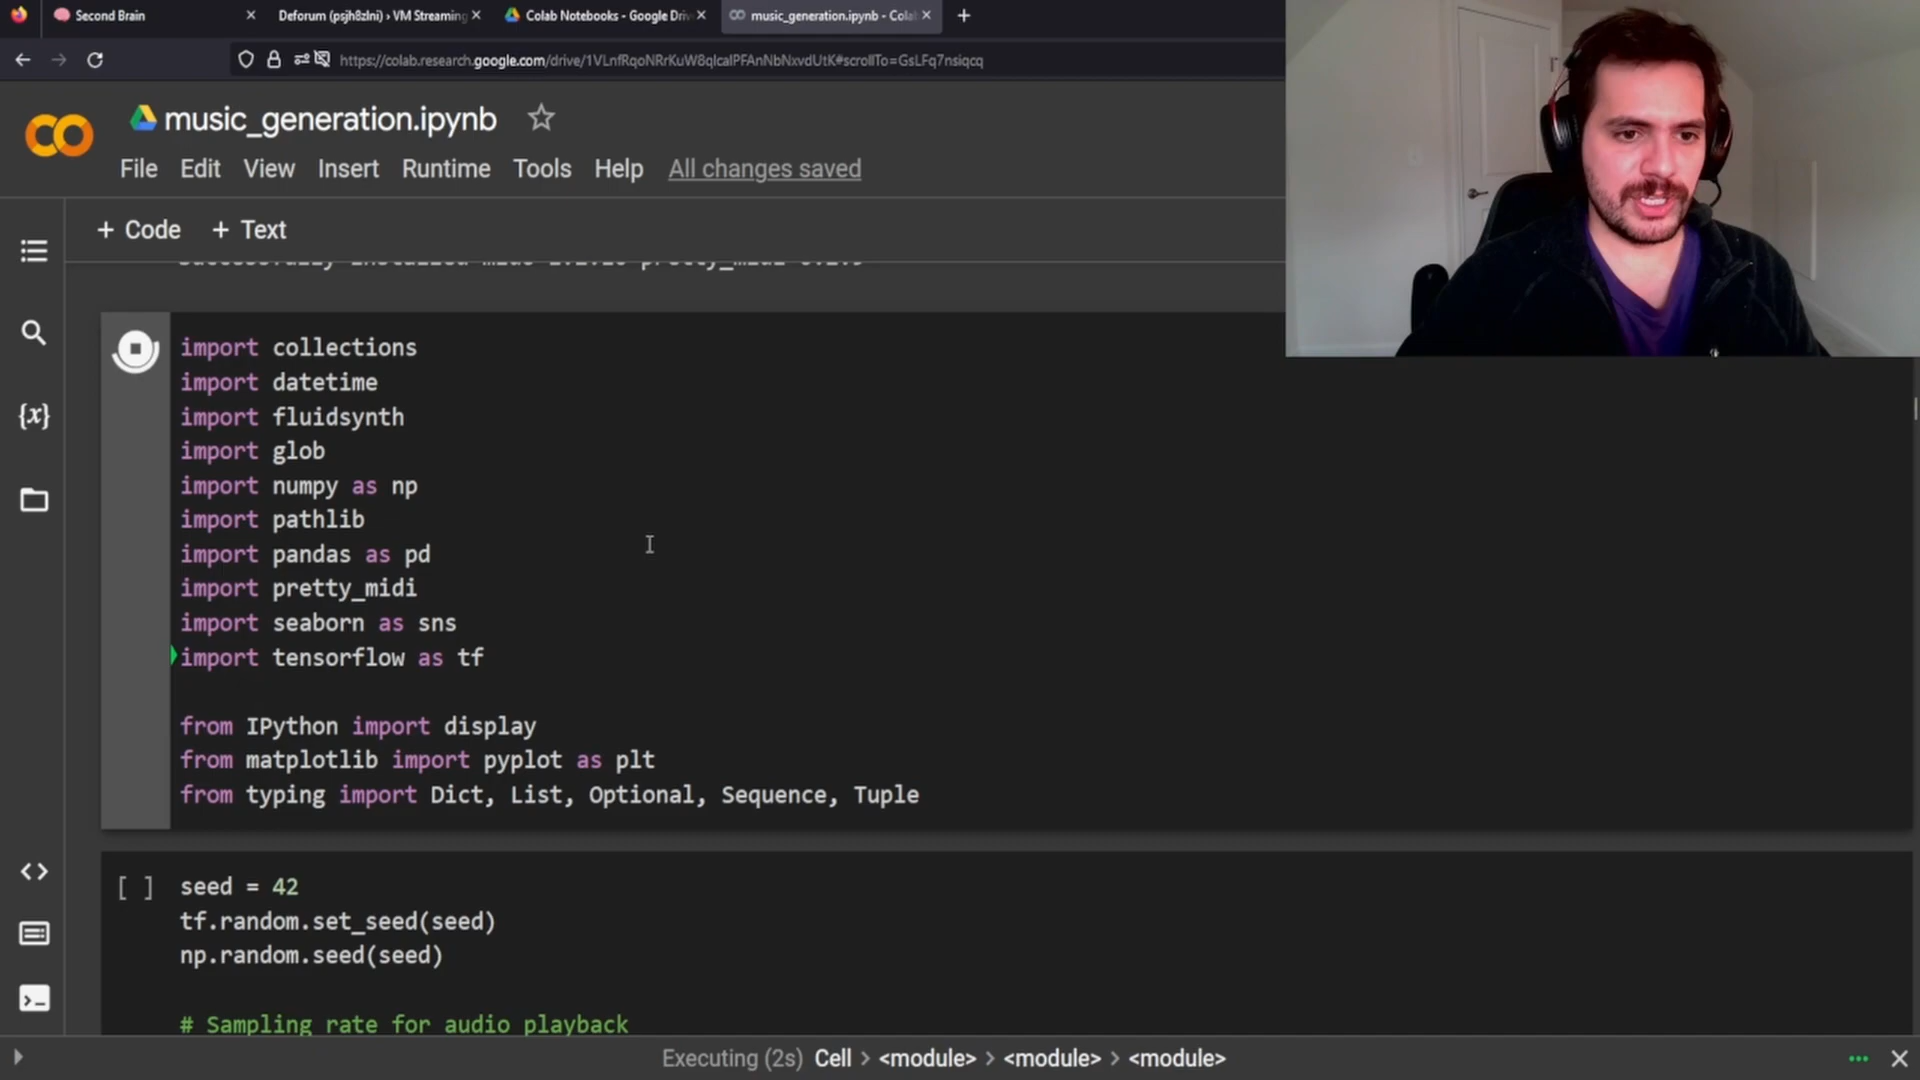 Second Brain
Deforum (psjh8zlni) › VM Streaming
Colab Notebooks - Google Driv
music_generation.ipynb - Colab
https://colab.research.google.com/drive/1VLnfRqoNRrKuW8qIcaIPFAnNbNxvdUtK#scrollTo=GsLFq7nsiqcq
music_generation.ipynb
File Edit View Insert Runtime Tools Help All changes saved
+ Code + Text
import collections
import datetime
import fluidsynth
import glob
import numpy as np
import pathlib
import pandas as pd
import pretty_midi
import seaborn as sns
import tensorflow as tf
from IPython import display
from matplotlib import pyplot as plt
from typing import Dict, List, Optional, Sequence, Tuple
[ ] seed = 42
tf.random.set_seed(seed)
np.random.seed(seed)
# Sampling rate for audio playback
Executing (2s) Cell > <module> > <module> > <module>